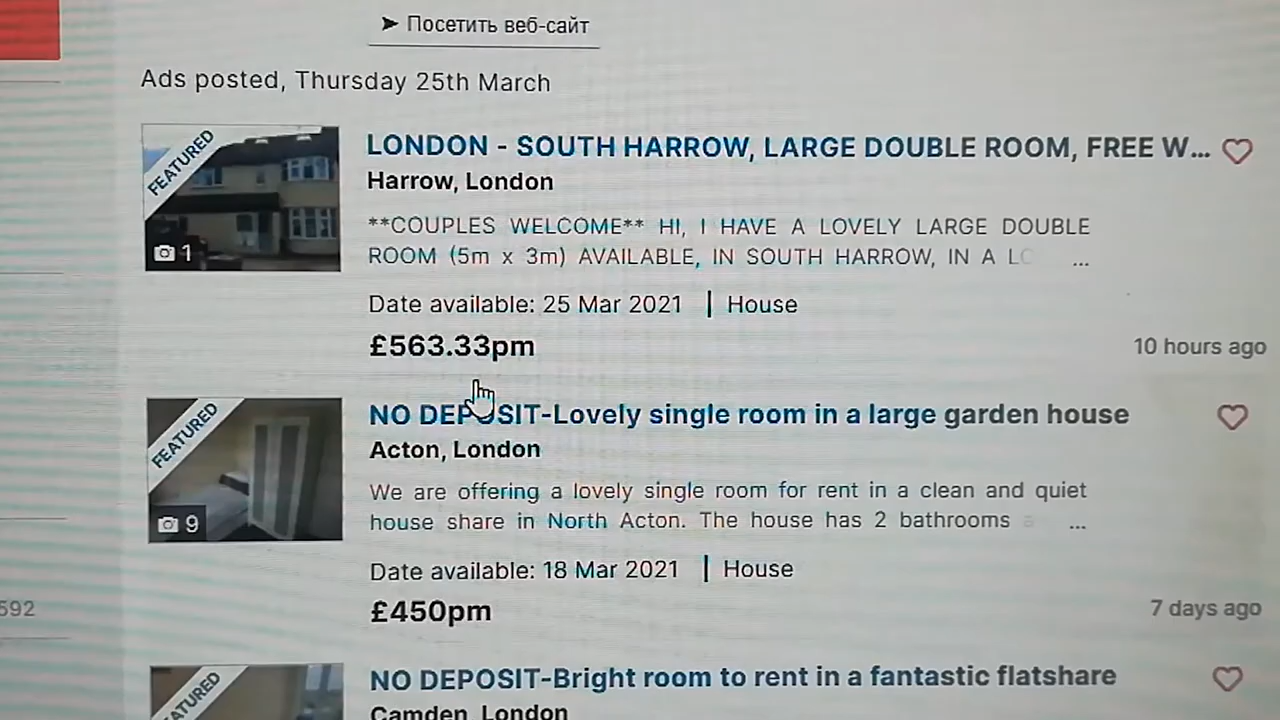 ➤ Посетить веб-сайт
Ads posted, Thursday 25th March
FEATURED
1
LONDON - SOUTH HARROW, LARGE DOUBLE ROOM, FREE W...
Harrow, London
**COUPLES WELCOME** HI, I HAVE A LOVELY LARGE DOUBLE
ROOM (5m x 3m) AVAILABLE, IN SOUTH HARROW, IN A LO ...
Date available: 25 Mar 2021 | House
£563.33pm
10 hours ago
FEATURED
9
NO DEPOSIT-Lovely single room in a large garden house
Acton, London
We are offering a lovely single room for rent in a clean and quiet
house share in North Acton. The house has 2 bathrooms a ...
Date available: 18 Mar 2021 | House
£450pm
7 days ago
592
ATURED
NO DEPOSIT-Bright room to rent in a fantastic flatshare
Camden, London